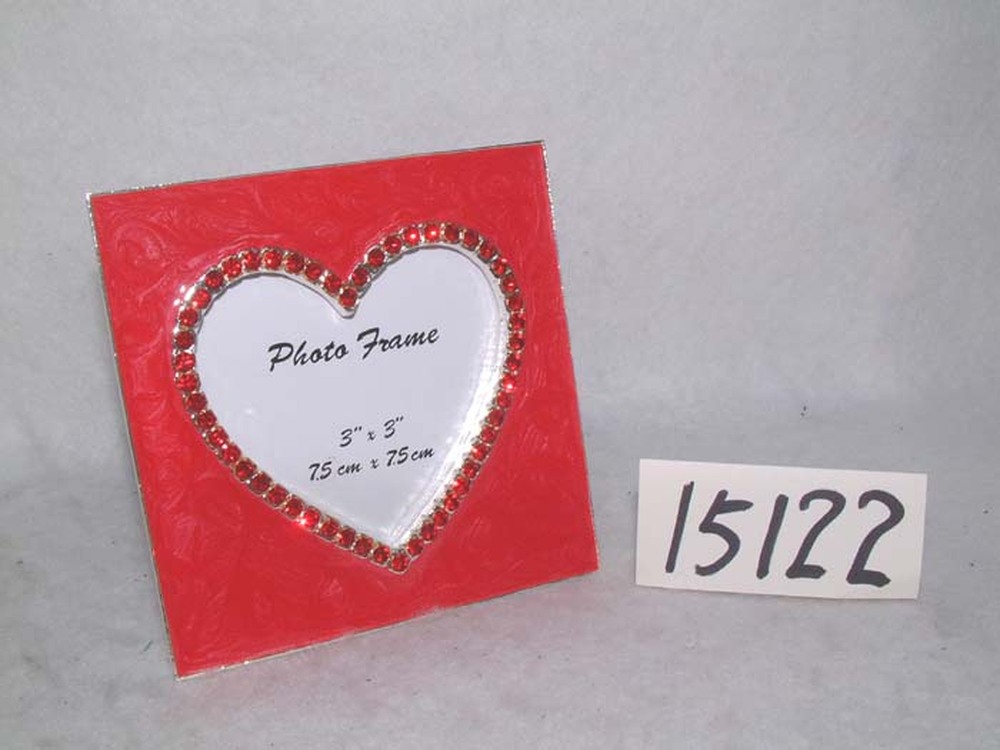 Photo Frame
3" x 3"
7.5 cm x 7.5 cm
15122